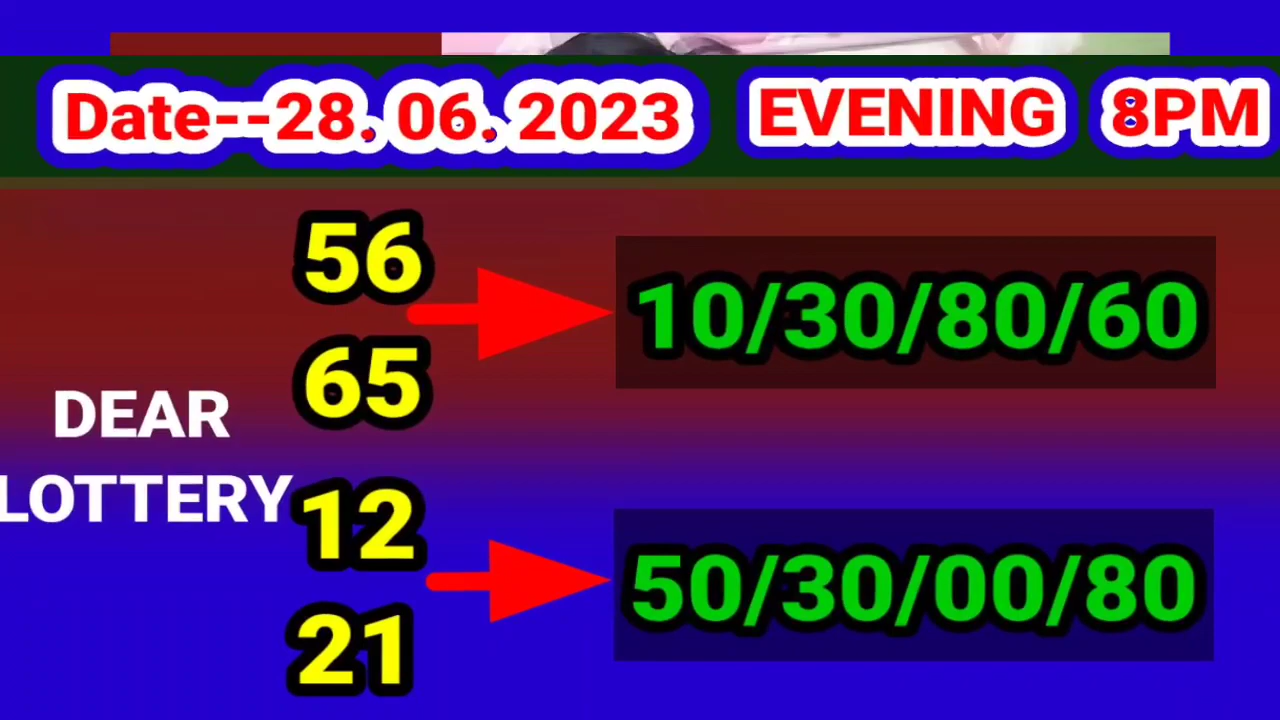 Date--28. 06. 2023 EVENING 8PM
56
10/30/80/60
65
DEAR
LOTTERY
12
50/30/00/80
21